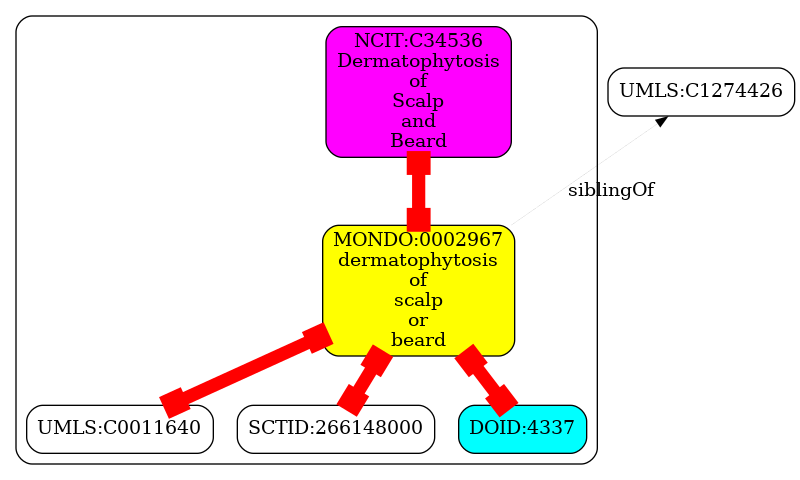 NCIT:C34536
Dermatophytosis
of
Scalp
and
Beard
UMLS:C1274426
siblingOf
MONDO:0002967
dermatophytosis
of
scalp
or
beard
UMLS:C0011640
SCTID:266148000
DOID:4337